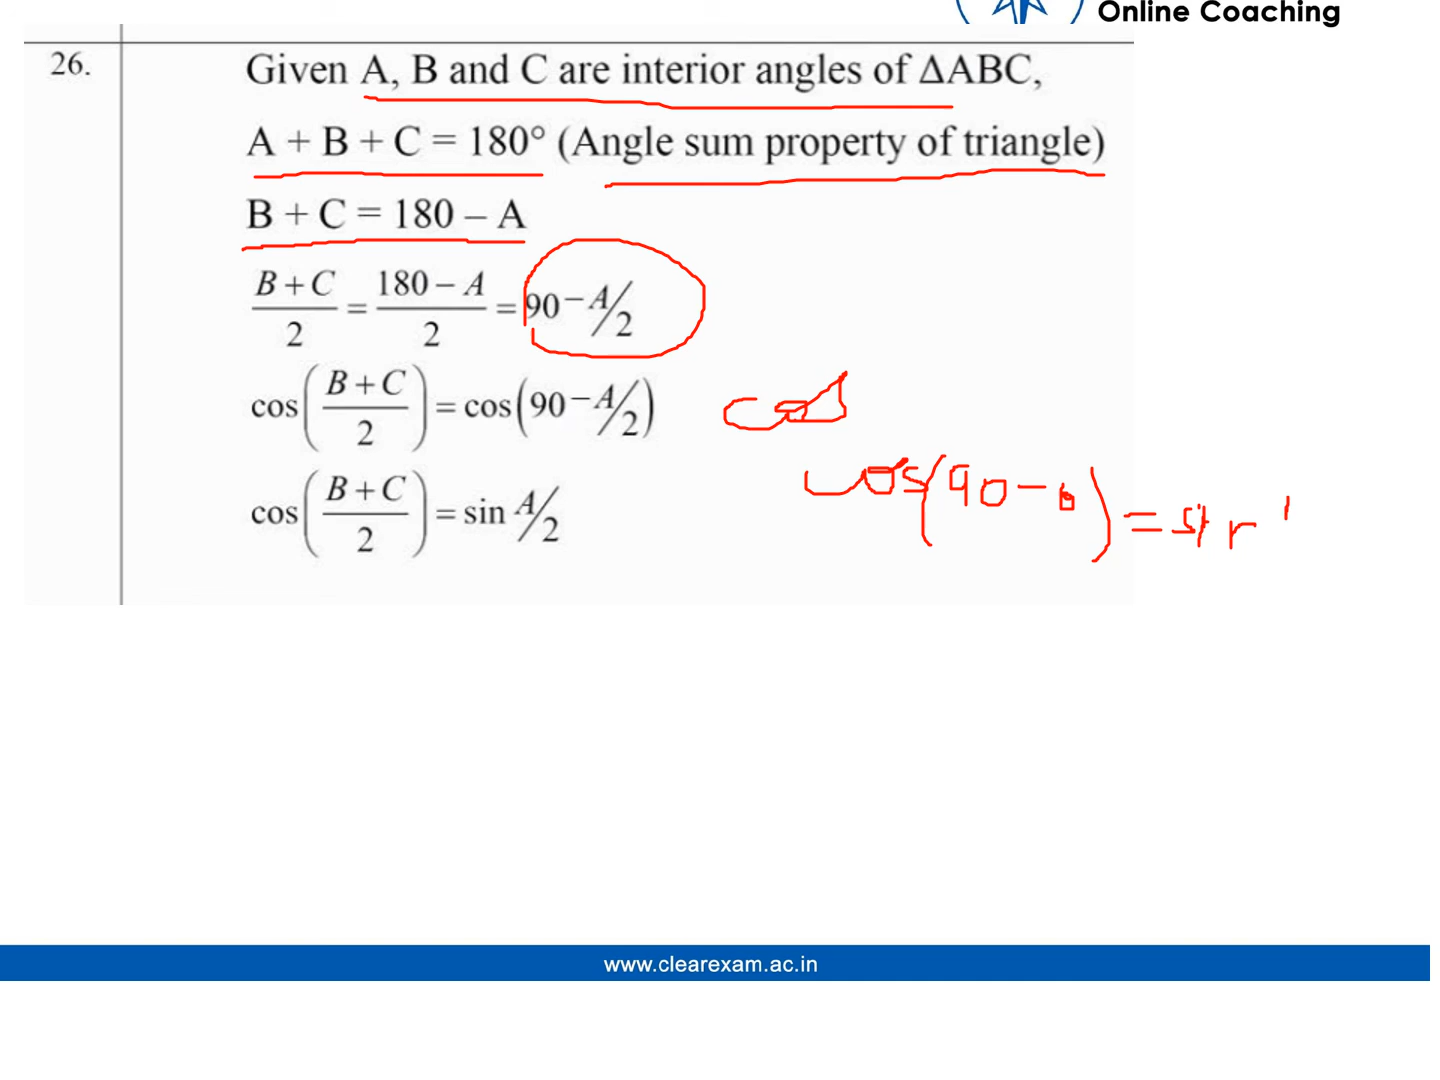 Online Coaching
26.
Given A, B and C are interior angles of ΔABC,
A + B + C = 180° (Angle sum property of triangle)
B + C = 180 – A
(B + C)/2 = (180 – A)/2 = 90 – A/2
cos((B + C)/2) = cos(90 – A/2)
cos((B + C)/2) = sin A/2
cos(90 – θ) =
www.clearexam.ac.in